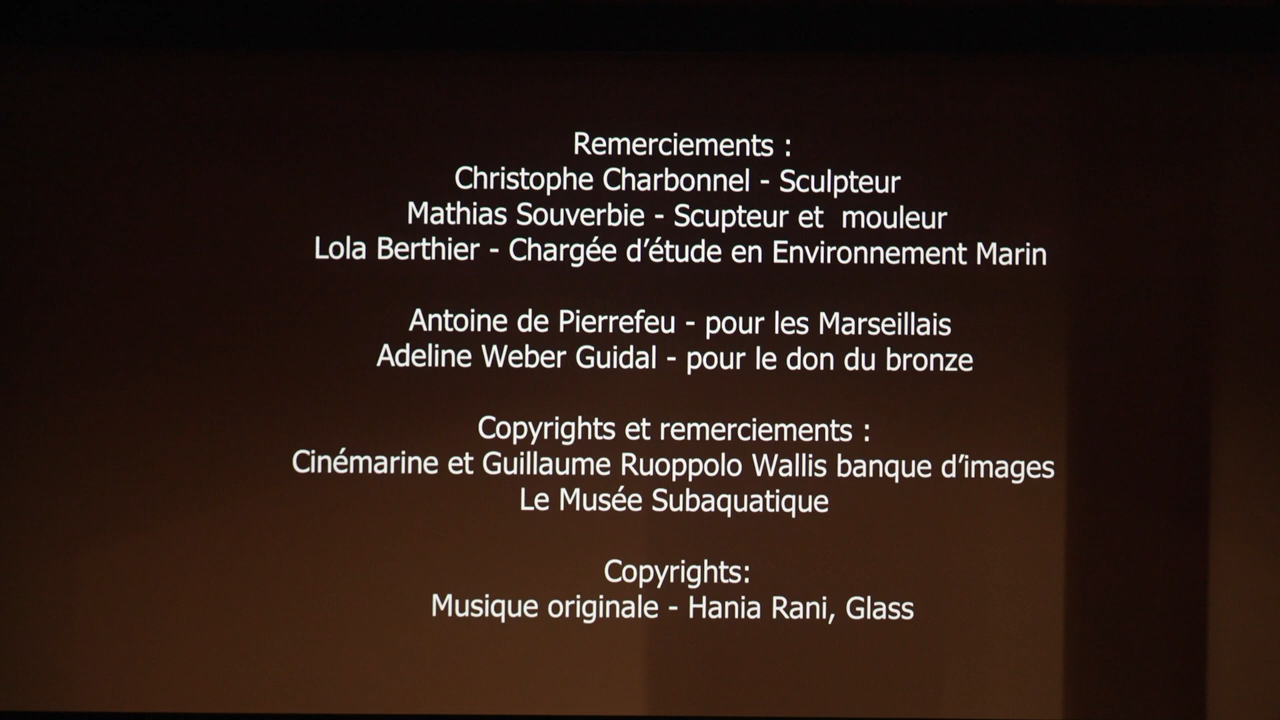 Remerciements :
Christophe Charbonnel - Sculpteur
Mathias Souverbie - Scupteur et  mouleur
Lola Berthier - Chargée d’étude en Environnement Marin
Antoine de Pierrefeu - pour les Marseillais
Adeline Weber Guidal - pour le don du bronze
Copyrights et remerciements :
Cinémarine et Guillaume Ruoppolo Wallis banque d’images
Le Musée Subaquatique
Copyrights:
Musique originale - Hania Rani, Glass